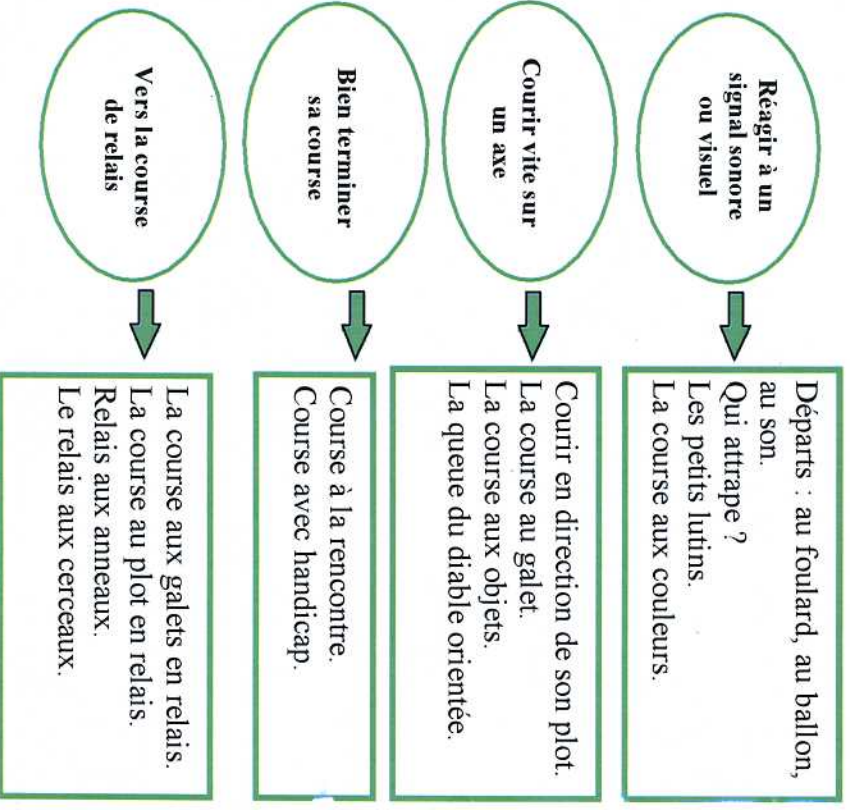 Réagir à un
signal sonore
ou visuel
Départs : au foulard, au ballon,
au son.
Qui attrape ?
Les petits lutins.
La course aux couleurs.
Courir vite sur
un axe
Courir en direction de son plot.
La course au galet.
La course aux objets.
La queue du diable orientée.
Bien terminer
sa course
Course à la rencontre.
Course avec handicap.
Vers la course
de relais
La course aux galets en relais.
La course au plot en relais.
Relais aux anneaux.
Le relais aux cerceaux.